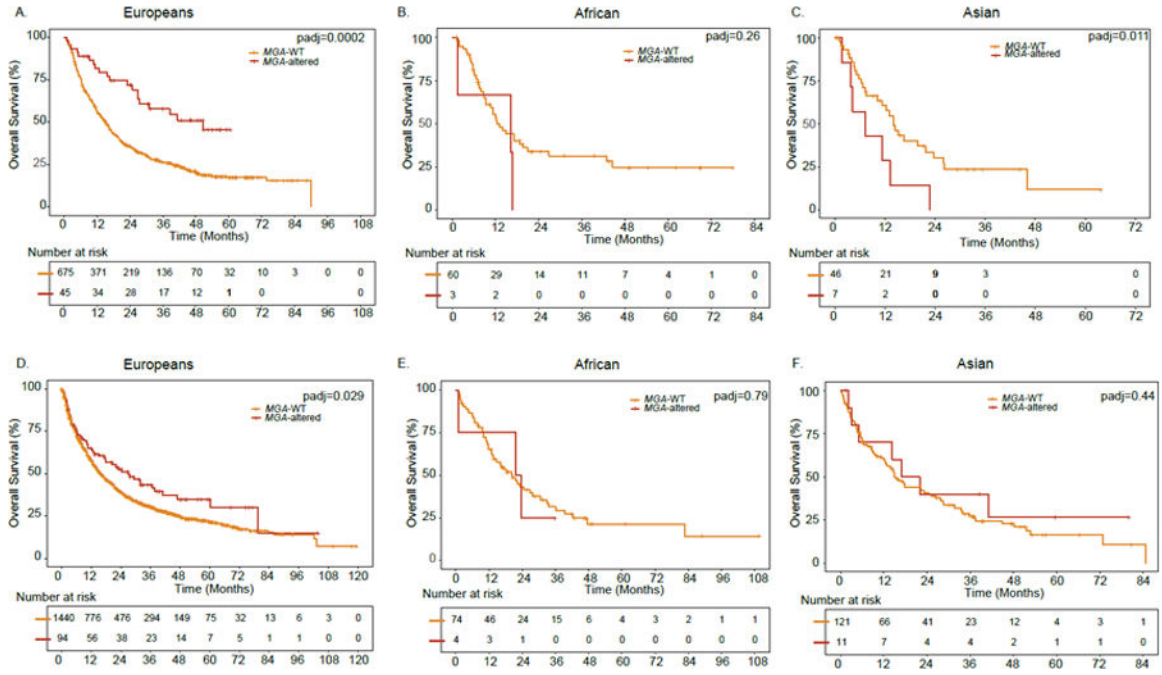 A. Europeans
padj=0.0002
MGA-WT
MGA-altered
Overall Survival (%)
100
75
50
25
0
0 12 24 36 48 60 72 84 96 108
Time (Months)
Number at risk
675 371 219 136 70 32 10 3 0 0
45 34 28 17 12 1 0
0 12 24 36 48 60 72 84 96 108
B. African
padj=0.26
MGA-WT
MGA-altered
Overall Survival (%)
100
75
50
25
0
0 12 24 36 48 60 72 84
Time (Months)
Number at risk
60 29 14 11 7 4 1 0
3 2 0 0 0 0 0 0
0 12 24 36 48 60 72 84
C. Asian
padj=0.011
MGA-WT
MGA-altered
Overall Survival (%)
100
75
50
25
0
0 12 24 36 48 60 72
Time (Months)
Number at risk
46 21 9 3 0
7 2 0 0 0
0 12 24 36 48 60 72
D. Europeans
padj=0.029
MGA-WT
MGA-altered
Overall Survival (%)
100
75
50
25
0
0 12 24 36 48 60 72 84 96 108 120
Time (Months)
Number at risk
1440 776 476 294 149 75 32 13 6 3 0
94 56 38 23 14 7 5 1 1 0 0
0 12 24 36 48 60 72 84 96 108 120
E. African
padj=0.79
MGA-WT
MGA-altered
Overall Survival (%)
100
75
50
25
0
0 12 24 36 48 60 72 84 96 108
Time (Months)
Number at risk
74 46 24 15 6 4 3 2 1 1
4 3 1 0 0 0 0 0 0 0
0 12 24 36 48 60 72 84 96 108
F. Asian
padj=0.44
MGA-WT
MGA-altered
Overall Survival (%)
100
75
50
25
0
0 12 24 36 48 60 72 84
Time (Months)
Number at risk
121 66 41 23 12 4 3 1
11 7 4 4 2 1 1 0
0 12 24 36 48 60 72 84